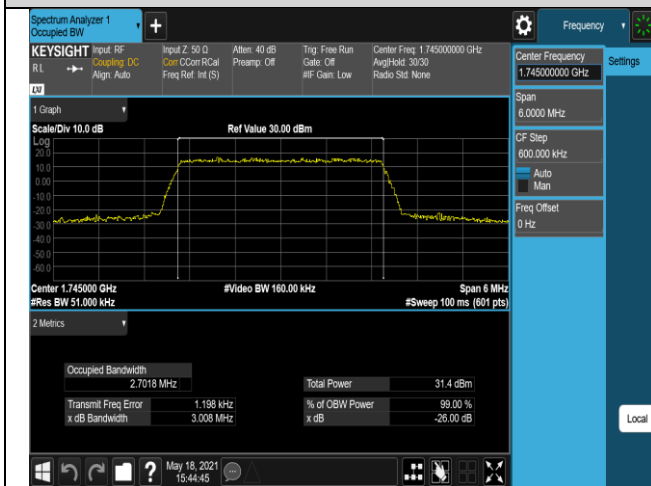 Spectrum Analyzer 1
Occupied BW
Frequency
KEYSIGHT
Input: RF
Input Z: 50 Ω
Atten: 40 dB
Trig: Free Run
Center Freq: 1.745000000 GHz
RL
Coupling: DC
Corr CCorr RCal
Preamp: Off
Gate: Off
Avg|Hold: 30/30
Align: Auto
Freq Ref: Int (S)
#IF Gain: Low
Radio Std: None
LXI
Center Frequency
1.745000000 GHz
Settings
Span
6.0000 MHz
CF Step
600.000 kHz
Auto
Man
Freq Offset
0 Hz
1 Graph
Scale/Div 10.0 dB
Ref Value 30.00 dBm
Log
20.0
10.0
0.00
-10.0
-20.0
-30.0
-40.0
-50.0
-60.0
Center 1.745000 GHz
#Video BW 160.00 kHz
Span 6 MHz
#Res BW 51.000 kHz
#Sweep 100 ms (601 pts)
2 Metrics
Occupied Bandwidth
2.7018 MHz
Total Power
31.4 dBm
Transmit Freq Error
1.198 kHz
% of OBW Power
99.00 %
x dB Bandwidth
3.008 MHz
x dB
-26.00 dB
Local
May 18, 2021
15:44:45